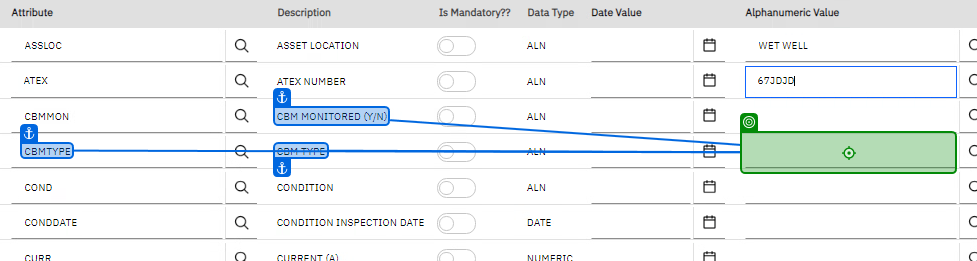 Attribute Description Is Mandatory?? Data Type Date Value Alphanumeric Value
ASSLOC ASSET LOCATION ALN WET WELL
ATEX ATEX NUMBER ALN 67JDJD
CBMMON CBM MONITORED (Y/N) ALN
CBMTYPE CBM TYPE ALN
COND CONDITION ALN
CONDDATE CONDITION INSPECTION DATE DATE
CURR CURRENT (A) NUMERIC